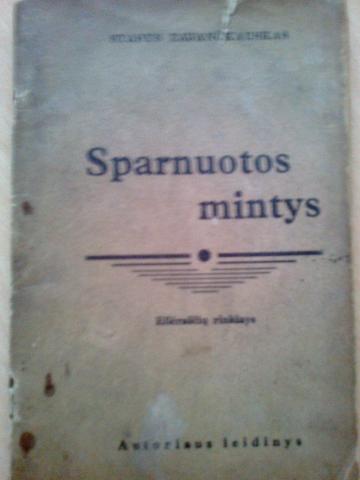 Sparnuotos
mintys
Eilėraščių rinkinys
Autoriaus leidinys